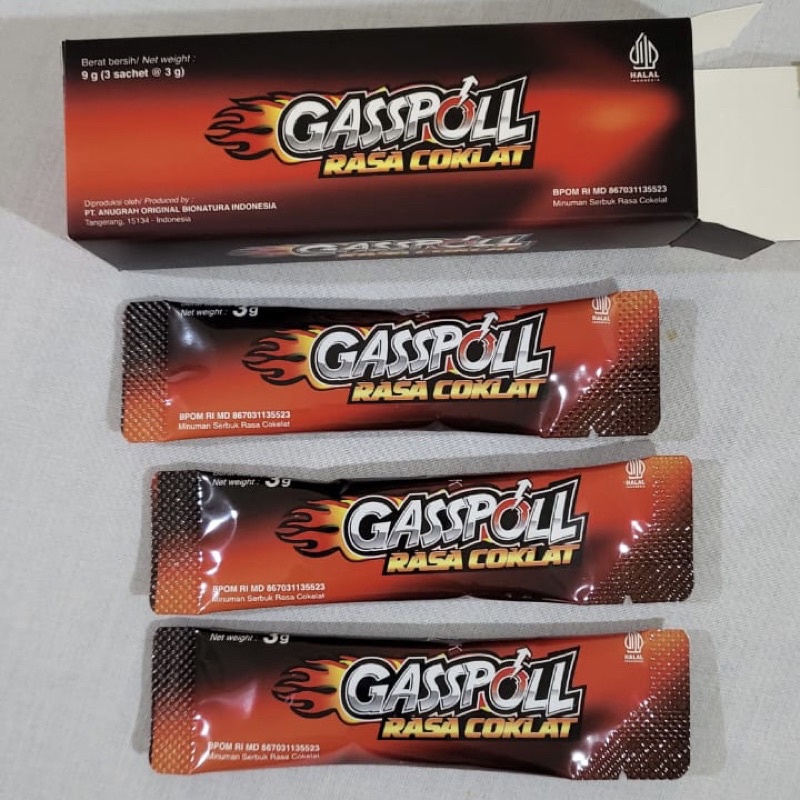 Berat bersih/ Net weight :
9 g (3 sachet @ 3 g)
HALAL
INDONESIA
GASSPOLL
RASA COKLAT
Diproduksi oleh/ Produced by :
PT. ANUGRAH ORIGINAL BIONATURA INDONESIA
Tangerang, 15134 - Indonesia
BPOM RI MD 867031135523
Minuman Serbuk Rasa Cokelat
GASSPOLL
Net weight : 3g
HALAL
GASSPOLL
RASA COKLAT
BPOM RI MD 867031135523
Minuman Serbuk Rasa Cokelat
Net weight : 3g
HALAL
GASSPOLL
RASA COKLAT
BPOM RI MD 867031135523
Minuman Serbuk Rasa Cokelat
Net weight : 3g
HALAL
GASSPOLL
RASA COKLAT
BPOM RI MD 867031135523
Minuman Serbuk Rasa Cokelat